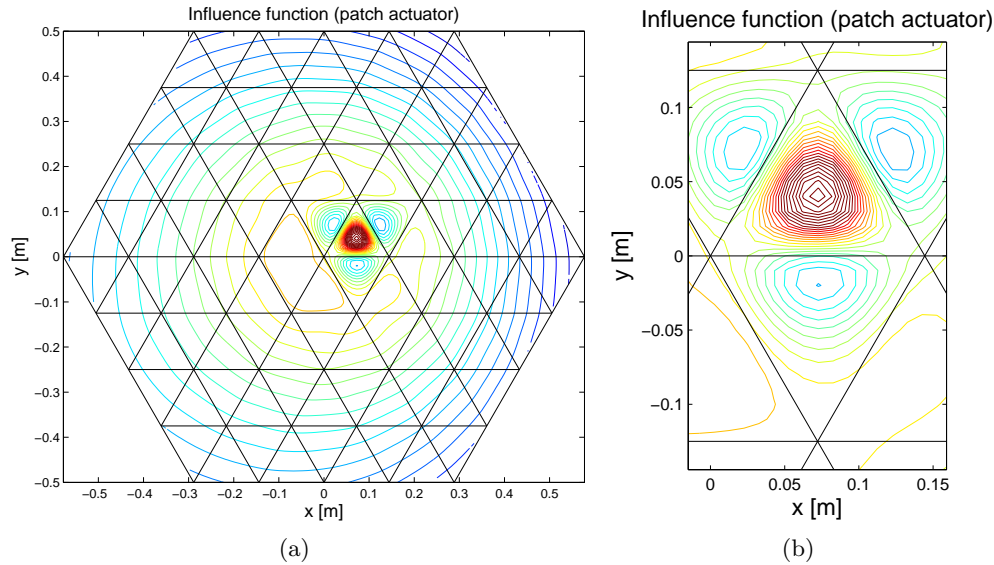 Influence function (patch actuator)
0.5
0.4
0.3
0.2
0.1
0
−0.1
−0.2
−0.3
−0.4
−0.5
y [m]
−0.5 −0.4 −0.3 −0.2 −0.1 0 0.1 0.2 0.3 0.4 0.5
x [m]
(a)
Influence function (patch actuator)
0.1
0.05
0
−0.05
−0.1
y [m]
0 0.05 0.1 0.15
x [m]
(b)